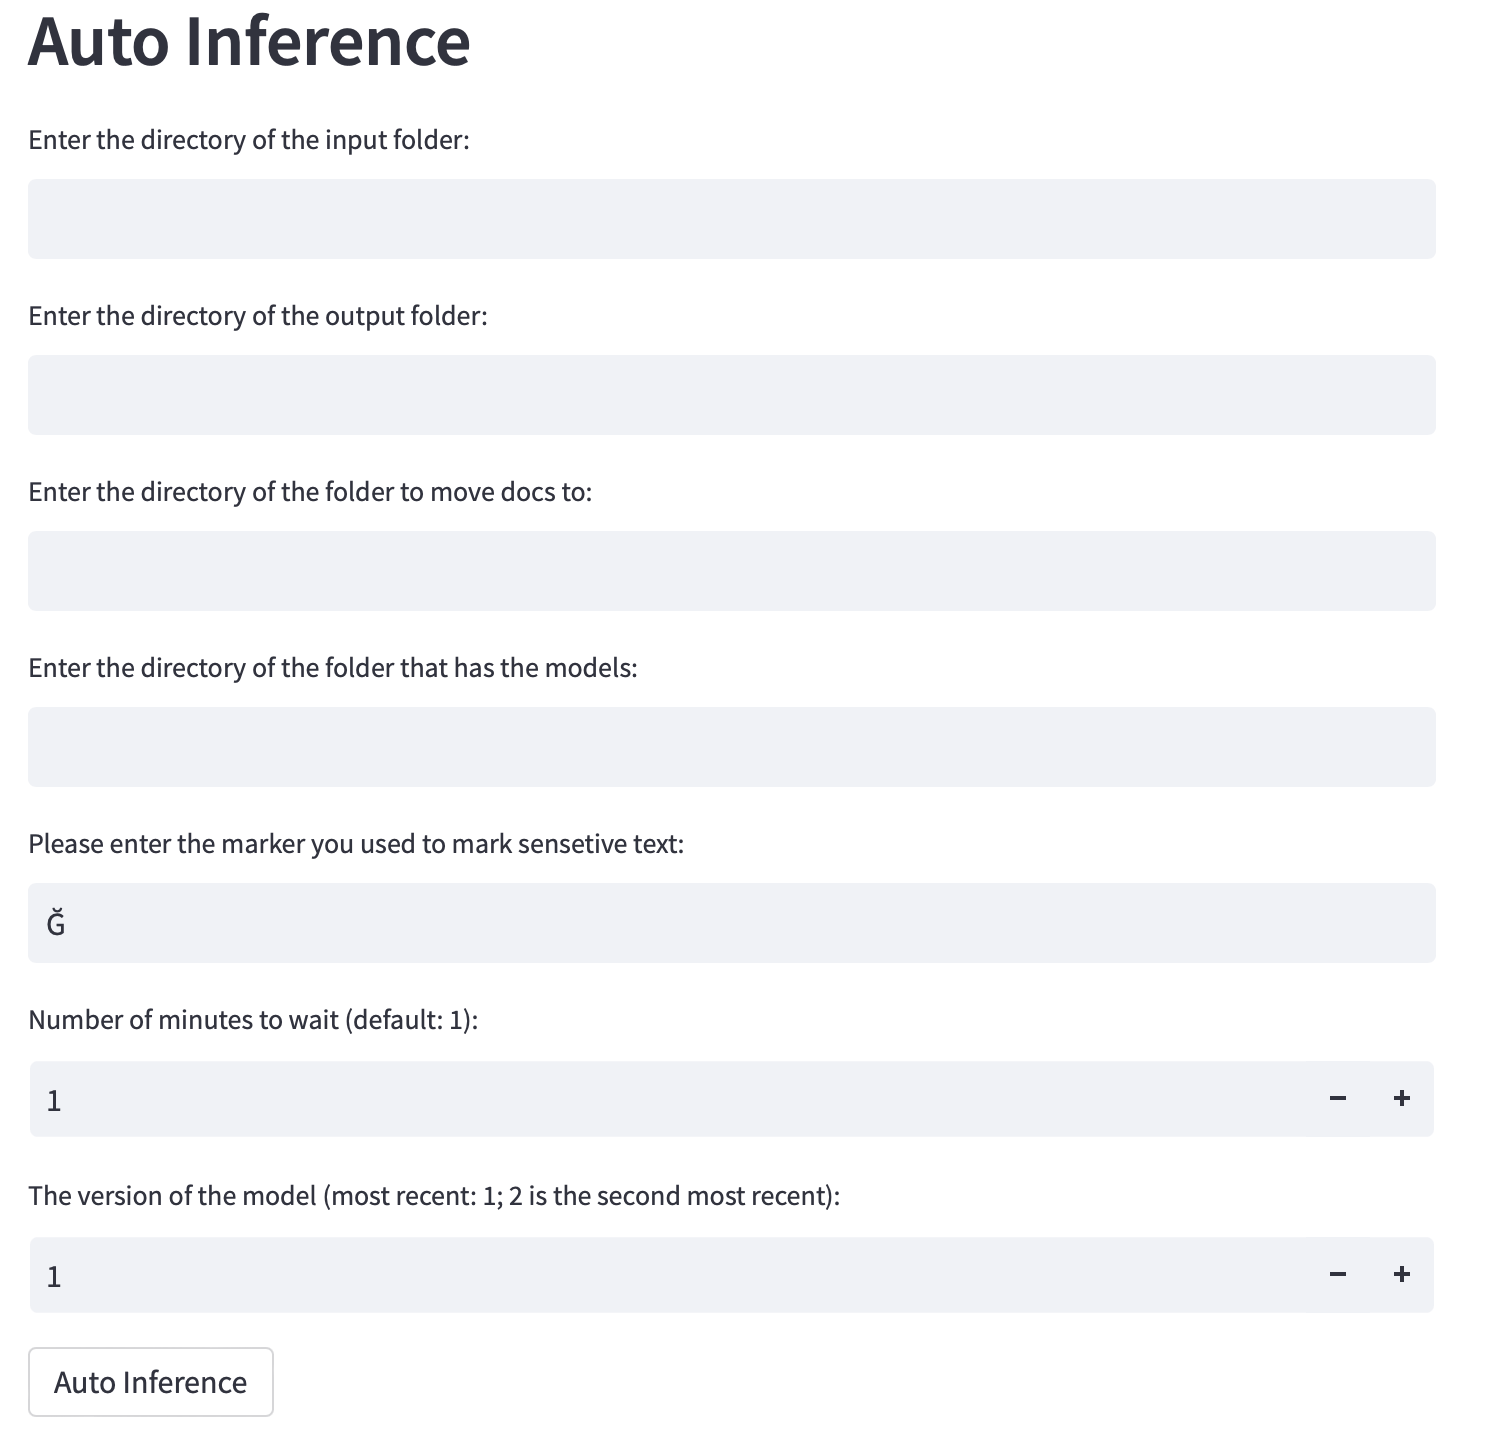 Auto Inference
Enter the directory of the input folder:
Enter the directory of the output folder:
Enter the directory of the folder to move docs to:
Enter the directory of the folder that has the models:
Please enter the marker you used to mark sensetive text:
Ğ
Number of minutes to wait (default: 1):
1 − +
The version of the model (most recent: 1; 2 is the second most recent):
1 − +
Auto Inference